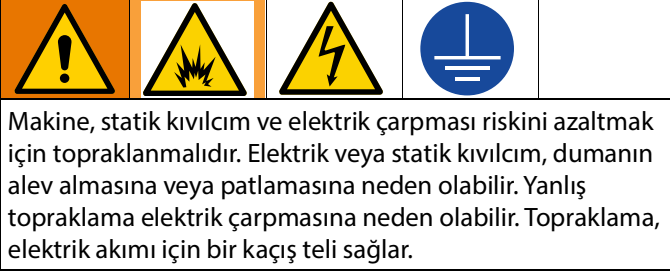 Makine, statik kıvılcım ve elektrik çarpması riskini azaltmak
için topraklanmalıdır. Elektrik veya statik kıvılcım, dumanın
alev almasına veya patlamasına neden olabilir. Yanlış
topraklama elektrik çarpmasına neden olabilir. Topraklama,
elektrik akımı için bir kaçış teli sağlar.